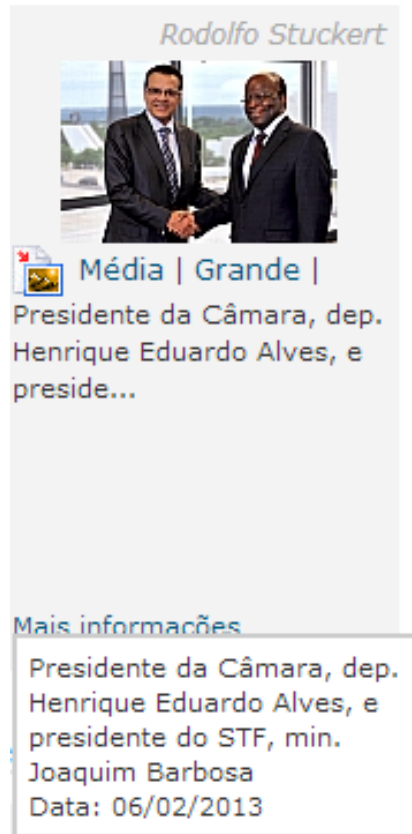 Rodolfo Stuckert
Média | Grande |
Presidente da Câmara, dep.
Henrique Eduardo Alves, e
preside...
Mais informações
Presidente da Câmara, dep.
Henrique Eduardo Alves, e
presidente do STF, min.
Joaquim Barbosa
Data: 06/02/2013